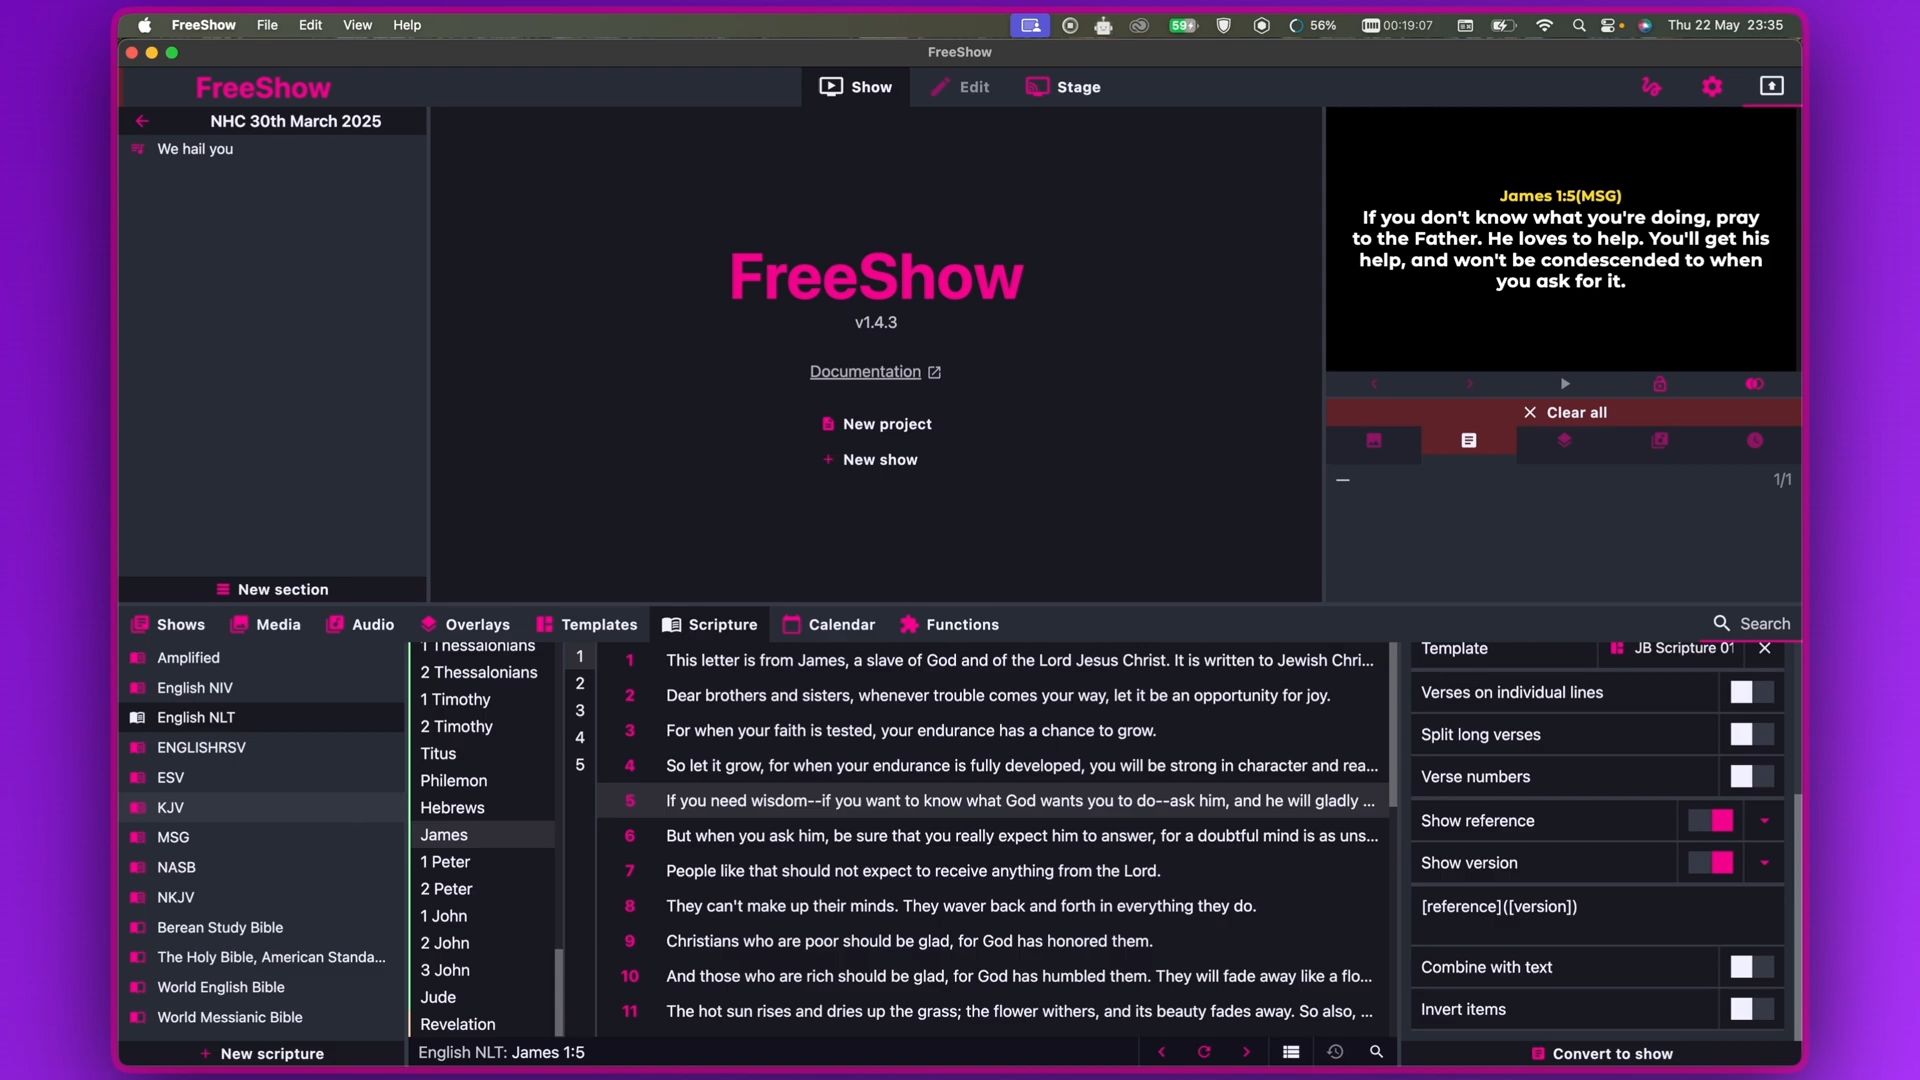 FreeShow File Edit View Help
59 56% 00:19:07 Thu 22 May 23:35
FreeShow
FreeShow
Show Edit Stage
NHC 30th March 2025
We hail you
New section
FreeShow
v1.4.3
Documentation
New project
New show
James 1:5(MSG)
If you don't know what you're doing, pray
to the Father. He loves to help. You'll get his
help, and won't be condescended to when
you ask for it.
Clear all
–
1/1
Shows Media Audio Overlays Templates Scripture Calendar Functions Search
Amplified
English NIV
English NLT
ENGLISHRSV
ESV
KJV
MSG
NASB
NKJV
Berean Study Bible
The Holy Bible, American Standa...
World English Bible
World Messianic Bible
New scripture
1 Thessalonians
2 Thessalonians
1 Timothy
2 Timothy
Titus
Philemon
Hebrews
James
1 Peter
2 Peter
1 John
2 John
3 John
Jude
Revelation
1
2
3
4
5
1 This letter is from James, a slave of God and of the Lord Jesus Christ. It is written to Jewish Chri...
2 Dear brothers and sisters, whenever trouble comes your way, let it be an opportunity for joy.
3 For when your faith is tested, your endurance has a chance to grow.
4 So let it grow, for when your endurance is fully developed, you will be strong in character and rea...
5 If you need wisdom--if you want to know what God wants you to do--ask him, and he will gladly ...
6 But when you ask him, be sure that you really expect him to answer, for a doubtful mind is as uns...
7 People like that should not expect to receive anything from the Lord.
8 They can't make up their minds. They waver back and forth in everything they do.
9 Christians who are poor should be glad, for God has honored them.
10 And those who are rich should be glad, for God has humbled them. They will fade away like a flo...
11 The hot sun rises and dries up the grass; the flower withers, and its beauty fades away. So also, ...
English NLT: James 1:5
Template JB Scripture 01
Verses on individual lines
Split long verses
Verse numbers
Show reference
Show version
[reference]([version])
Combine with text
Invert items
Convert to show